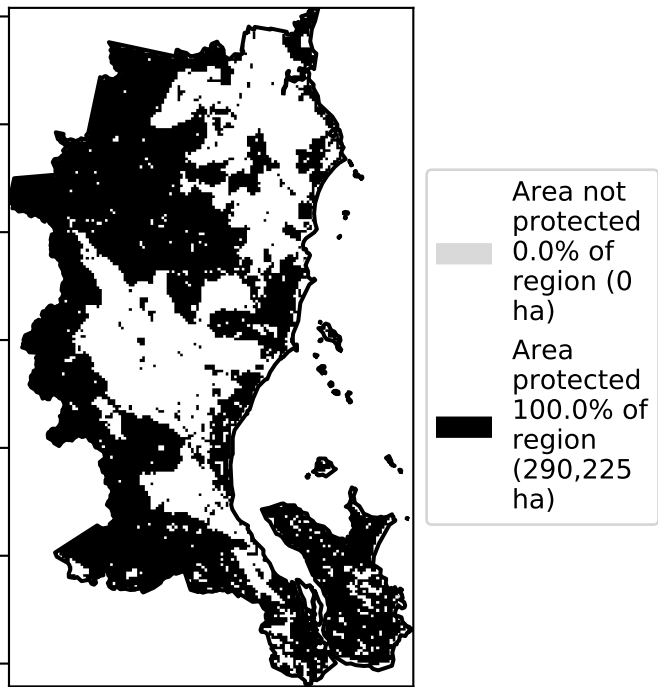 Area not
protected
0.0% of
region (0
ha)
Area
protected
100.0% of
region
(290,225
ha)